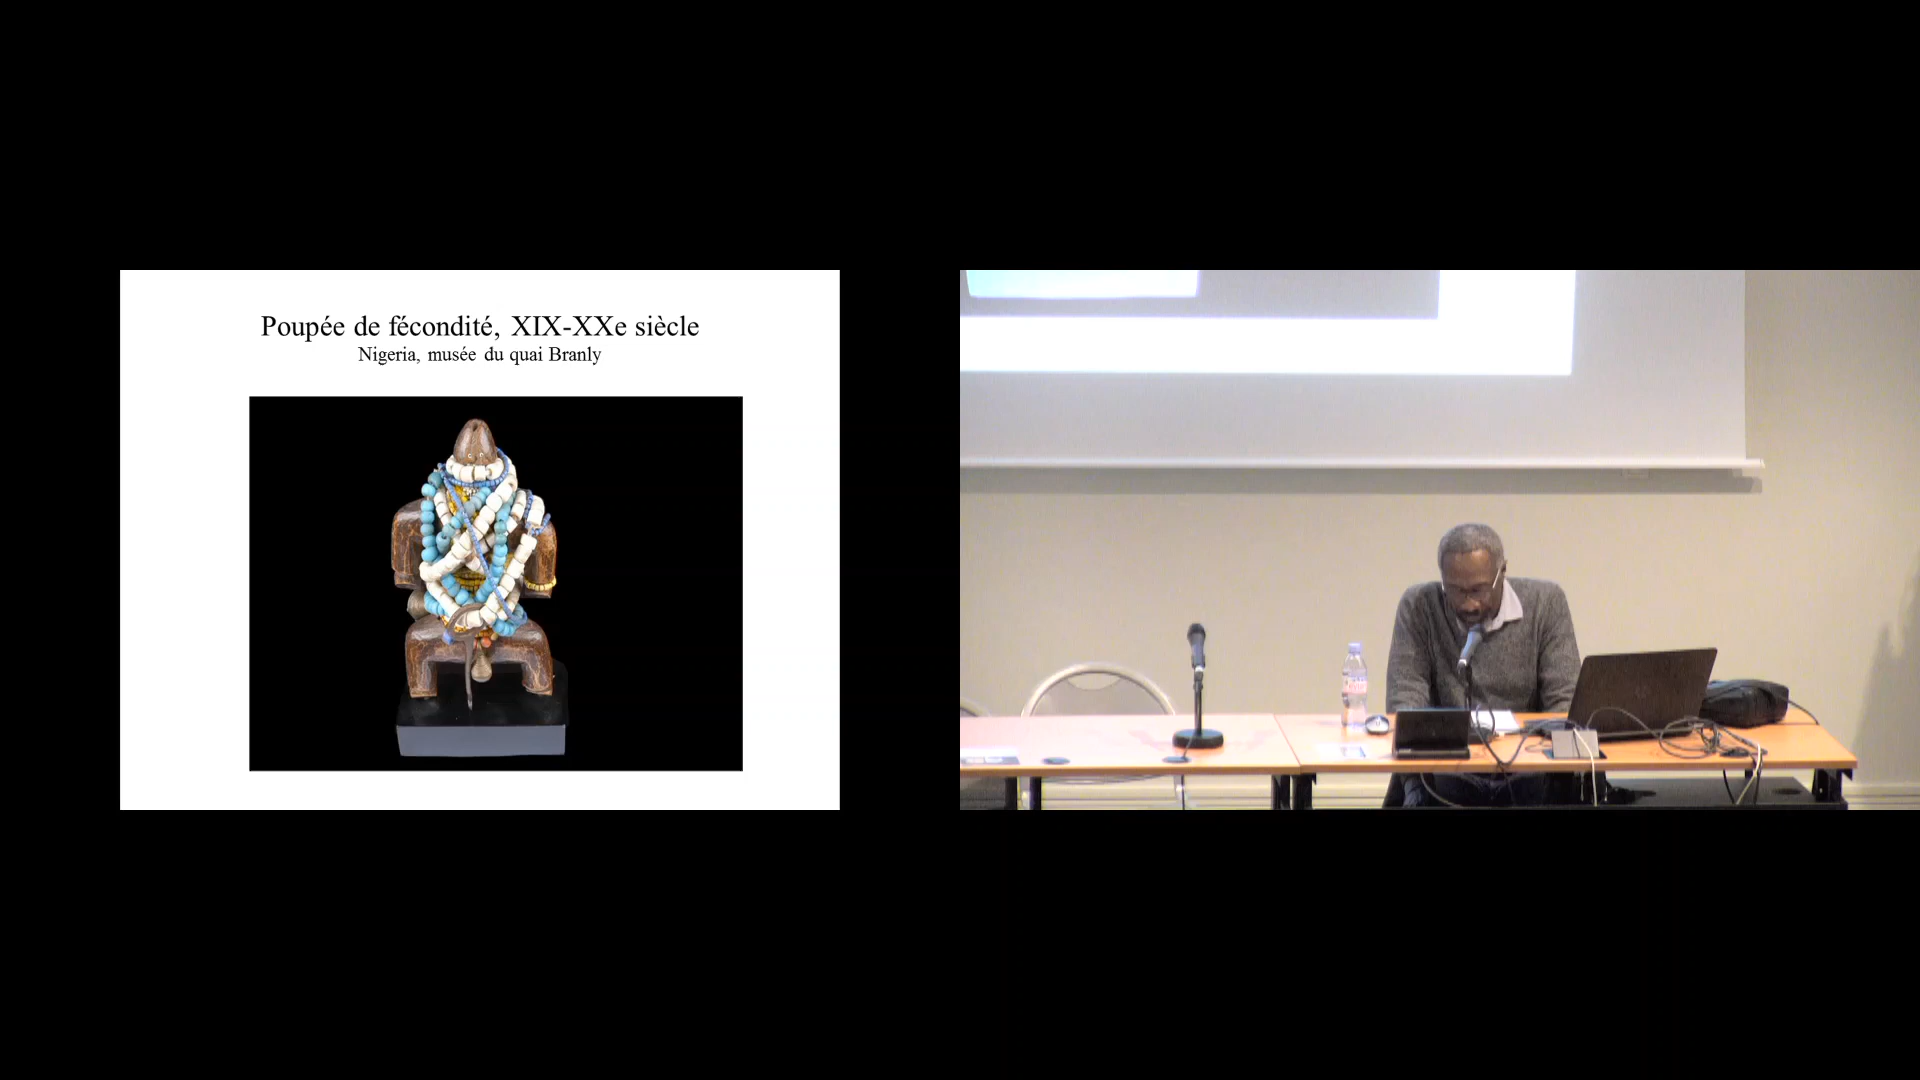 Poupée de fécondité, XIX-XXe siècle
Nigeria, musée du quai Branly